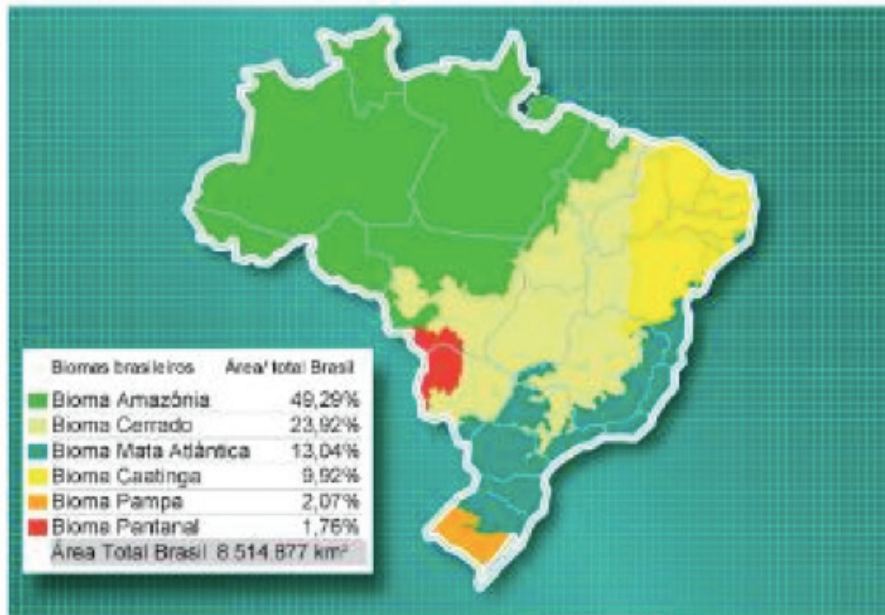 Biomas brasileiros Área/ total Brasil
Bioma Amazônia 49,29%
Bioma Cerrado 23,92%
Bioma Mata Atlântica 13,04%
Bioma Caatinga 9,92%
Bioma Pampa 2,07%
Bioma Pantanal 1,76%
Área Total Brasil 8.514.877 km²